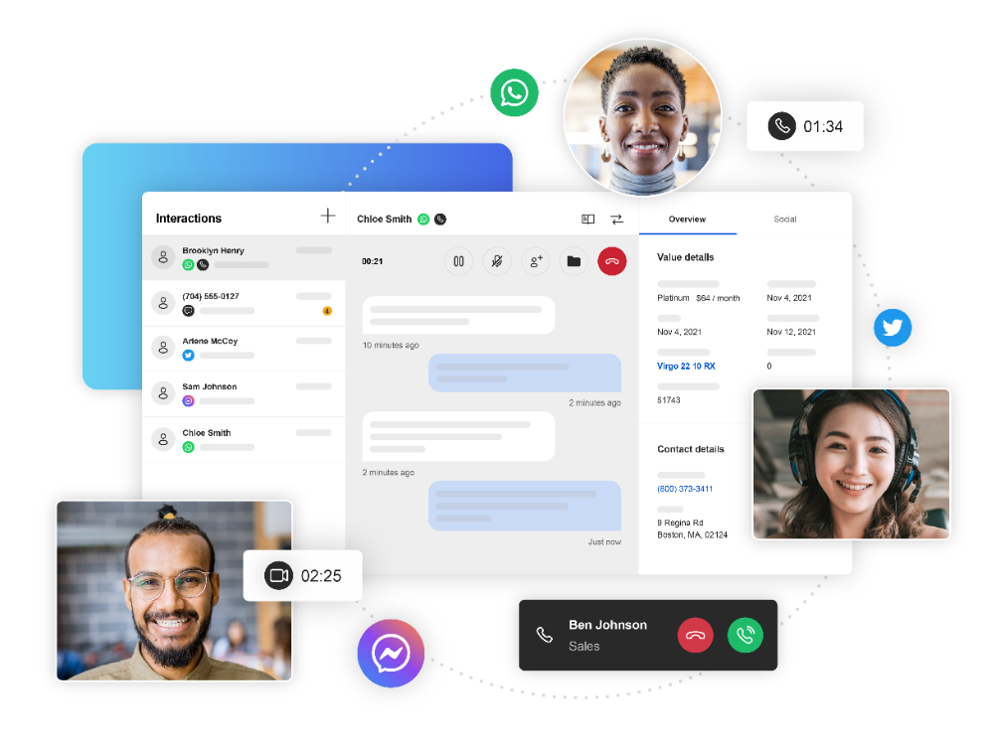 01:34
Interactions
Brooklyn Henry
(704) 555-0127
4
Arlene McCoy
Sam Johnson
Chloe Smith
Chloe Smith
00:21
10 minutes ago
2 minutes ago
2 minutes ago
Just now
Overview
Social
Value details
Platinum $64 / month
Nov 4, 2021
Nov 4, 2021
Nov 12, 2021
Virgo 22 10 RX
0
S1743
Contact details
(800) 373-3411
9 Regina Rd
Boston, MA, 02124
02:25
Ben Johnson
Sales